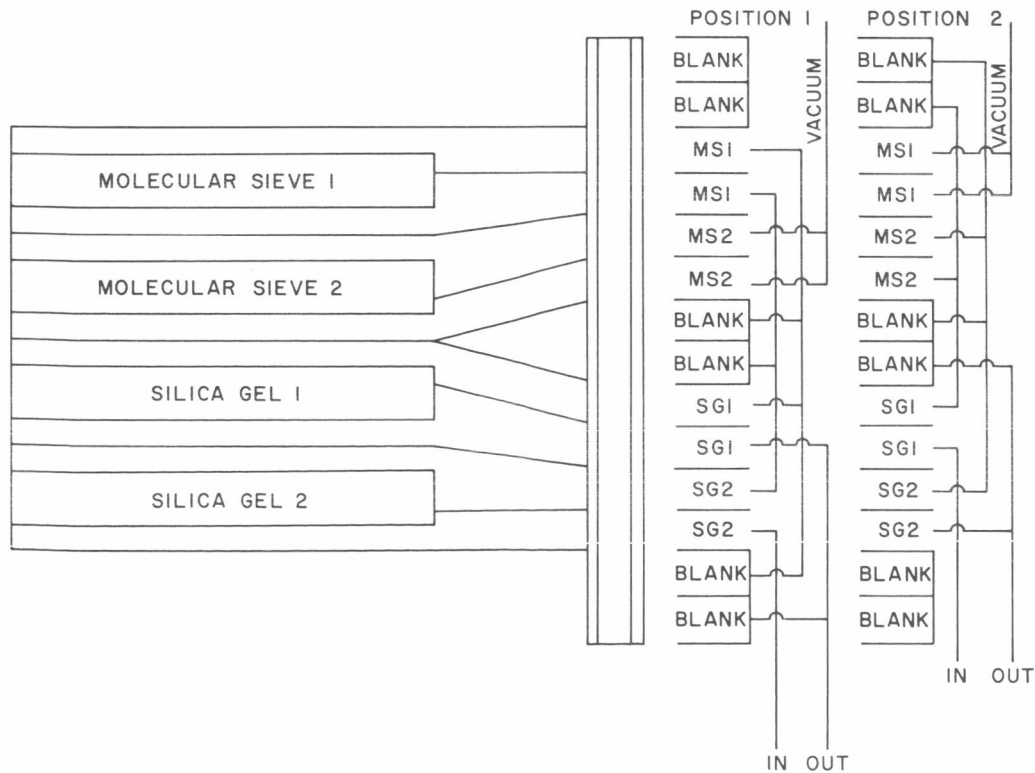 POSITION 1
VACUUM
BLANK
BLANK
MS1
MS1
MS2
MS2
BLANK
BLANK
SG1
SG1
SG2
SG2
BLANK
BLANK
IN OUT
POSITION 2
VACUUM
BLANK
BLANK
MS1
MS1
MS2
MS2
BLANK
BLANK
SG1
SG1
SG2
SG2
BLANK
BLANK
IN OUT
MOLECULAR SIEVE 1
MOLECULAR SIEVE 2
SILICA GEL 1
SILICA GEL 2